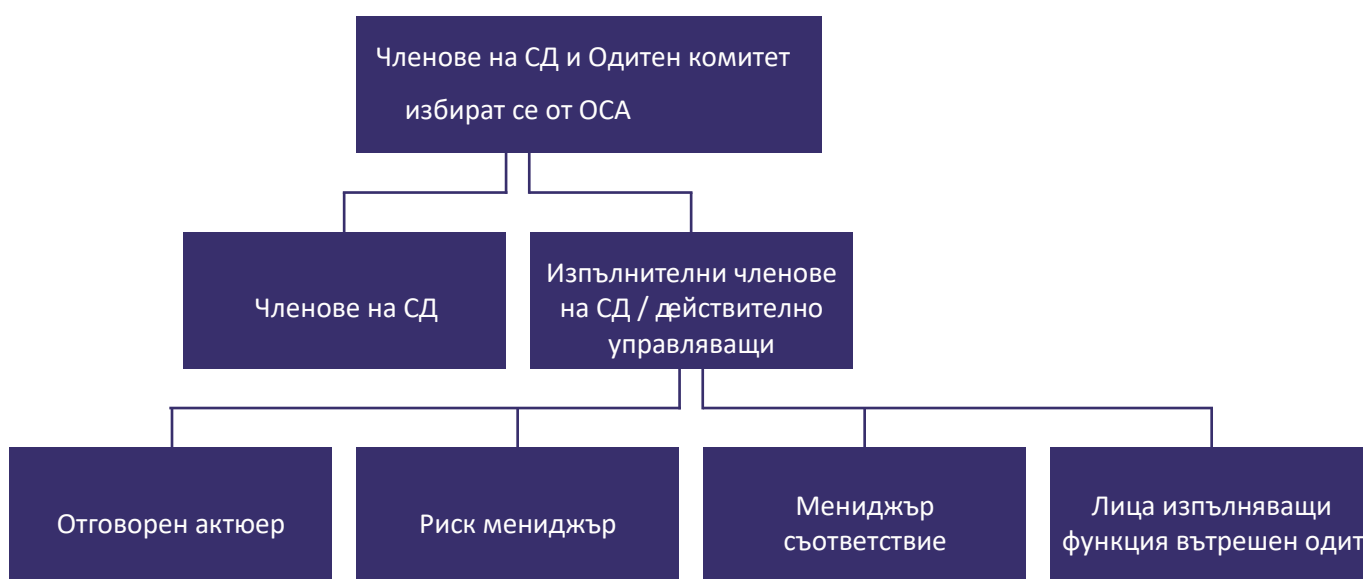 Членове на СД и Одитен комитет
избират се от ОСА
Членове на СД
Изпълнителни членове
на СД / действително
управляващи
Отговорен актюер
Риск мениджър
Мениджър
съответствие
Лица изпълняващи
функция вътрешен одит